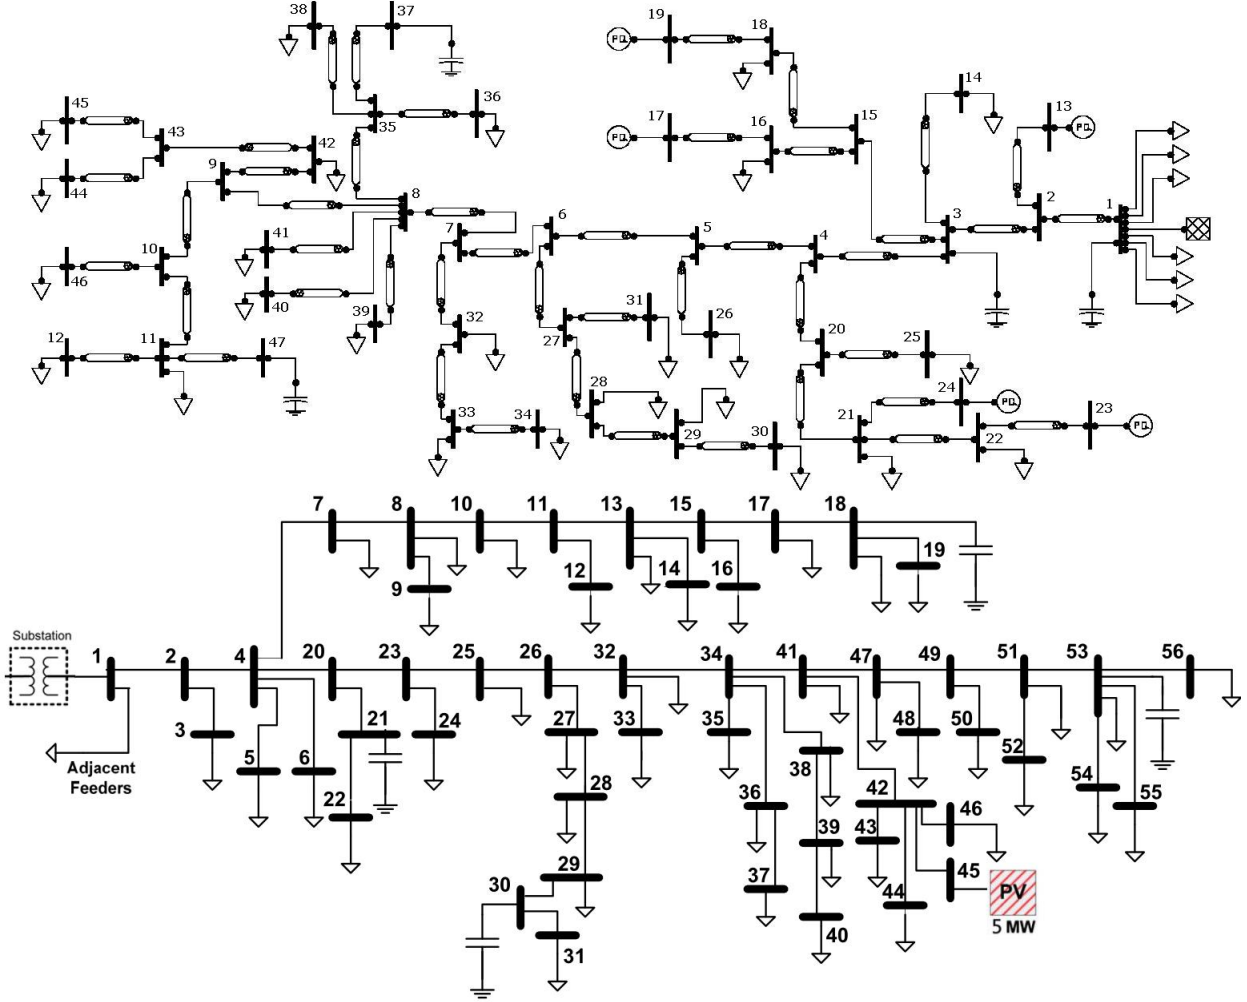 38 37
19 18
45 43 42 36 35
14 13
PQ
PQ
17 16 15
9 8
44
41 7 6 5 4 3 2 1
10
46 40
39 32 27 31 26
12 11 47
20 25
28 24
PQ
33 34 29 30 21 22 23
PQ
PQ
7 8 10 11 13 15 17 18
9 12 14 16 19
Substation
1 2 4 20 23 25 26 32 34 41 47 49 51 53 56
3 5 6 21 24 27 33 35 38 48 50 52
Adjacent
Feeders
22 28 36 42 46 54 55
39 43
29 37 45
30 44
PV
5 MW
31 40